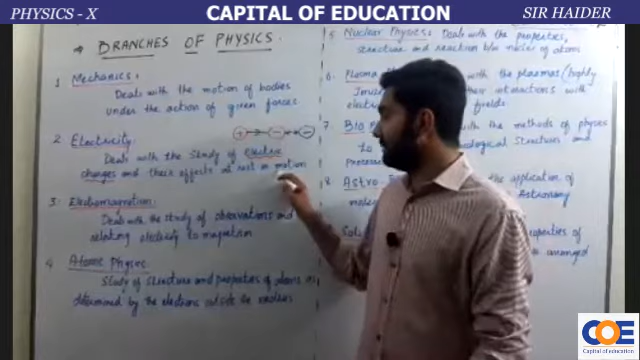 PHYSICS - X
CAPITAL OF EDUCATION
SIR HAIDER
→ BRANCHES OF PHYSICS.
1 Mechanics:
Deals with the motion of bodies
under the action of given forces
2 Electricity:
Deals with the study of electric
charges and their effects at rest or motion
3 Electromagnetism:
Deals with the study of observations and
relating electricity to magnetism
4 Atomic Physics:
Study of structure and properties of atoms as
determined by the electrons outside the nucleus
5 Nuclear Physics: Deals with the properties,
structure and reaction b/w nuclei of atoms
6. Plasma with the plasmas (highly
their interactions with
fields
7. Bio with the methods of physics
to structures and
8. Astro the application of
Astronomy
properties of
arranged
COE
Capital of education